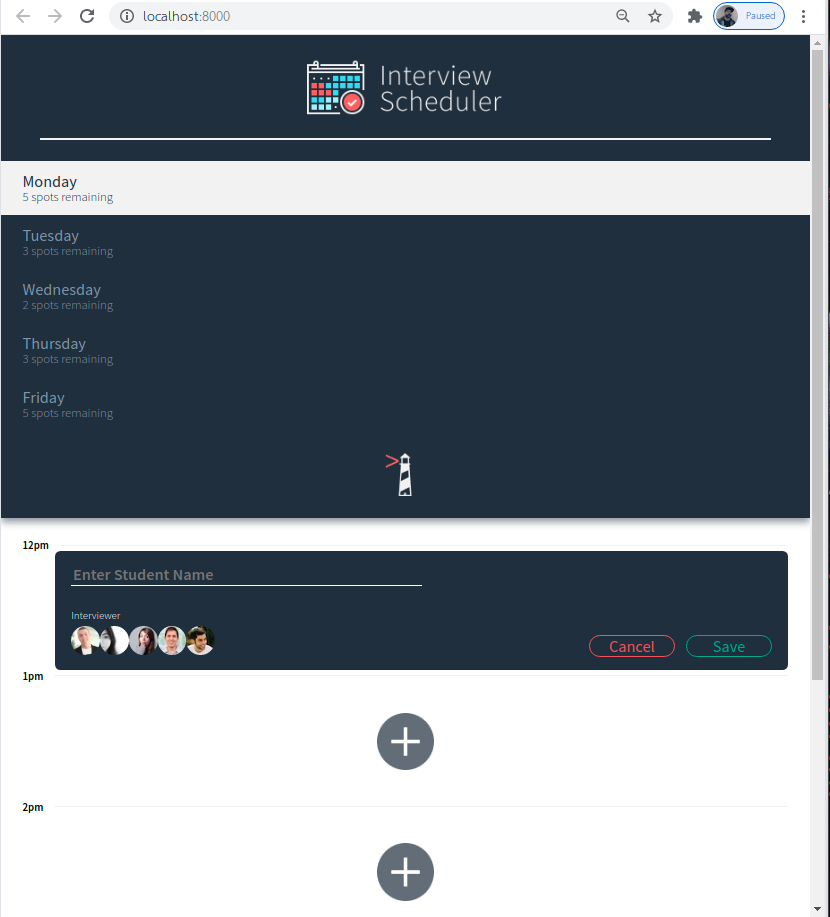 localhost:8000
Paused
Interview
Scheduler
Monday
5 spots remaining
Tuesday
3 spots remaining
Wednesday
2 spots remaining
Thursday
3 spots remaining
Friday
5 spots remaining
12pm
Enter Student Name
Interviewer
Cancel
Save
1pm
2pm